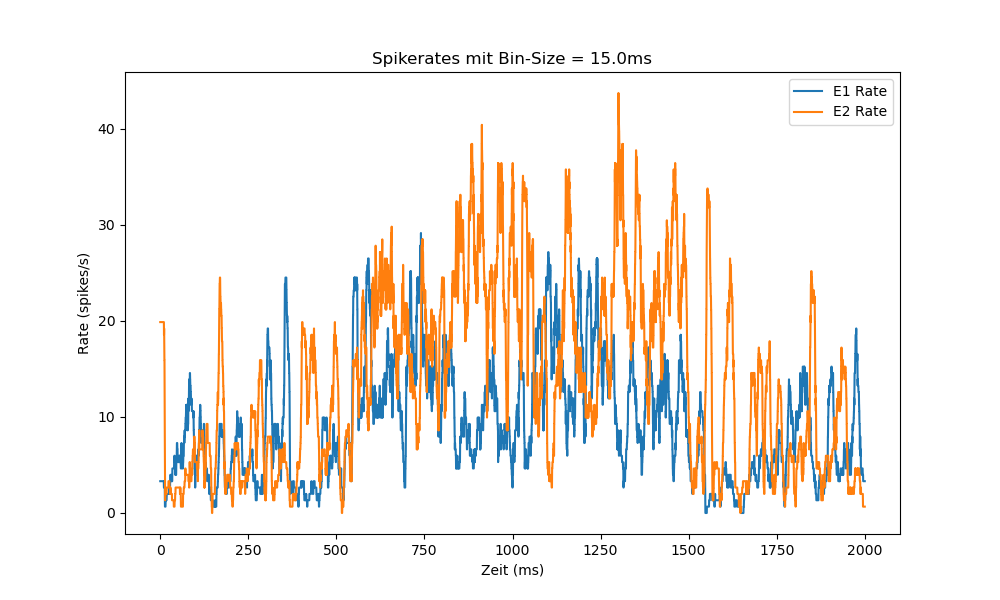 Spikerates mit Bin-Size = 15.0ms
E1 Rate
E2 Rate
Rate (spikes/s)
40
30
20
10
0
0 250 500 750 1000 1250 1500 1750 2000
Zeit (ms)